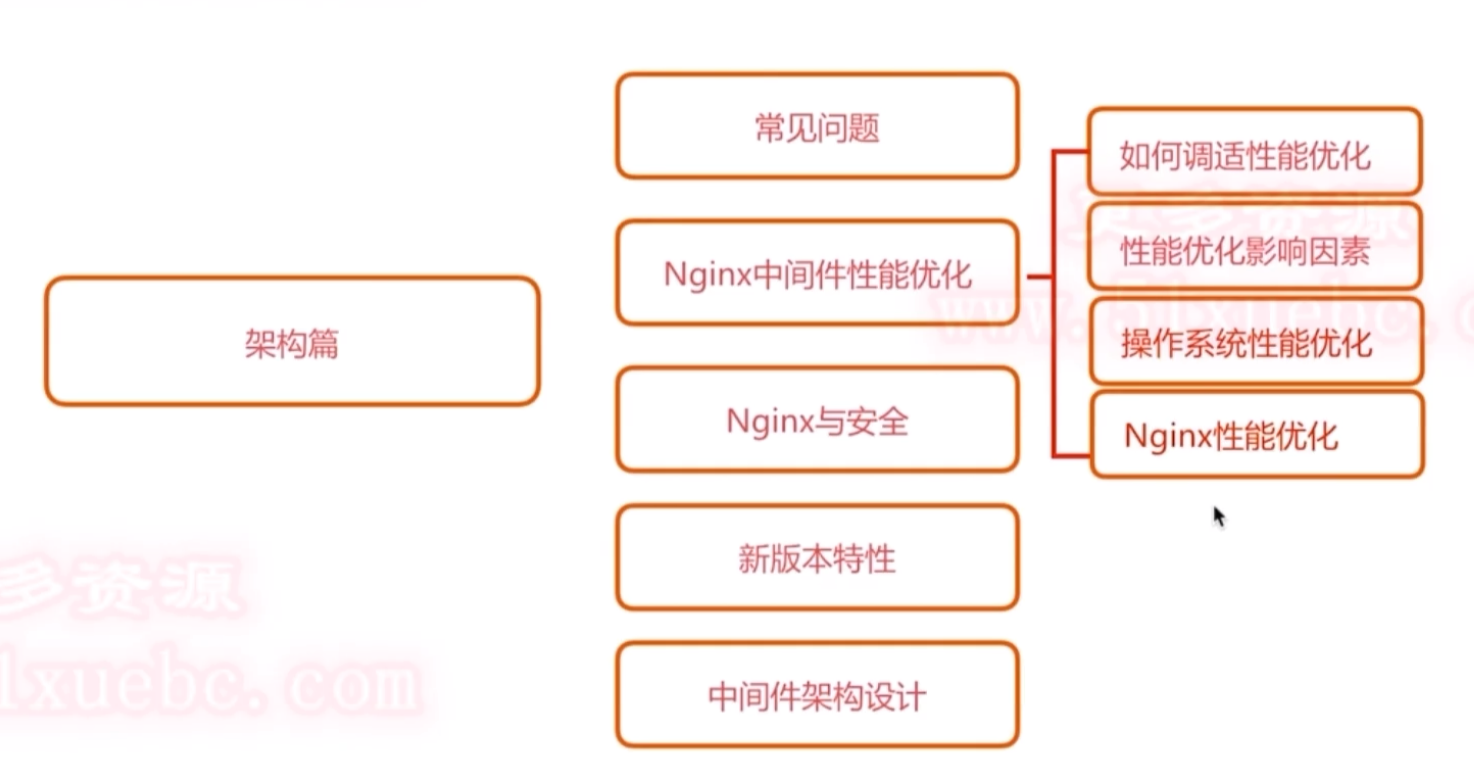 常见问题
如何调适性能优化
更多资源
性能优化影响因素
Nginx中间件性能优化
www.blxuebc.c
架构篇
操作系统性能优化
Nginx与安全
Nginx性能优化
新版本特性
多资源
lxuebc.com
中间件架构设计